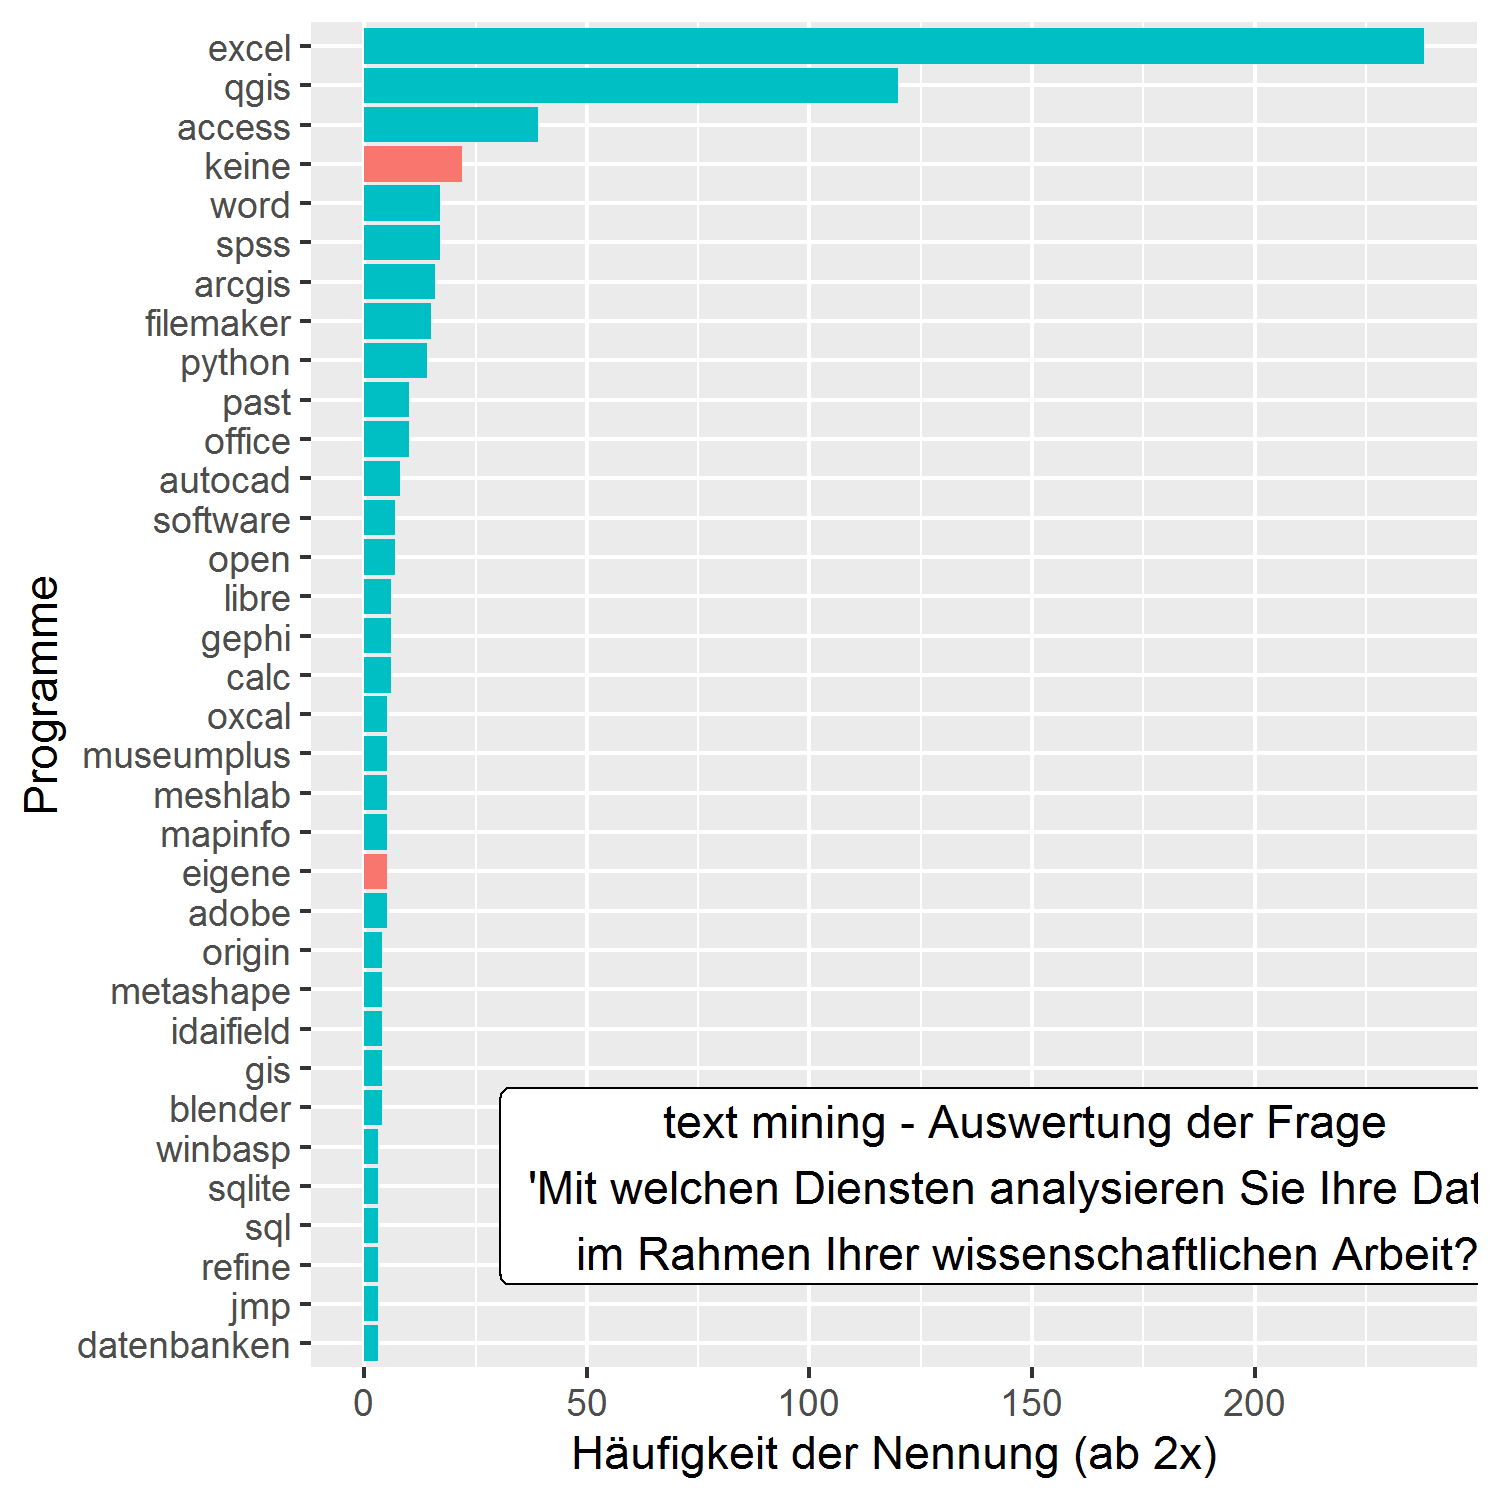 excel
qgis
access
keine
word
spss
arcgis
filemaker
python
past
office
autocad
software
open
libre
gephi
calc
oxcal
museumplus
meshlab
mapinfo
eigene
adobe
origin
metashape
idaifield
gis
blender
winbasp
sqlite
sql
refine
jmp
datenbanken
Programme
text mining - Auswertung der Frage
'Mit welchen Diensten analysieren Sie Ihre Dat
im Rahmen Ihrer wissenschaftlichen Arbeit?
0 50 100 150 200
Häufigkeit der Nennung (ab 2x)